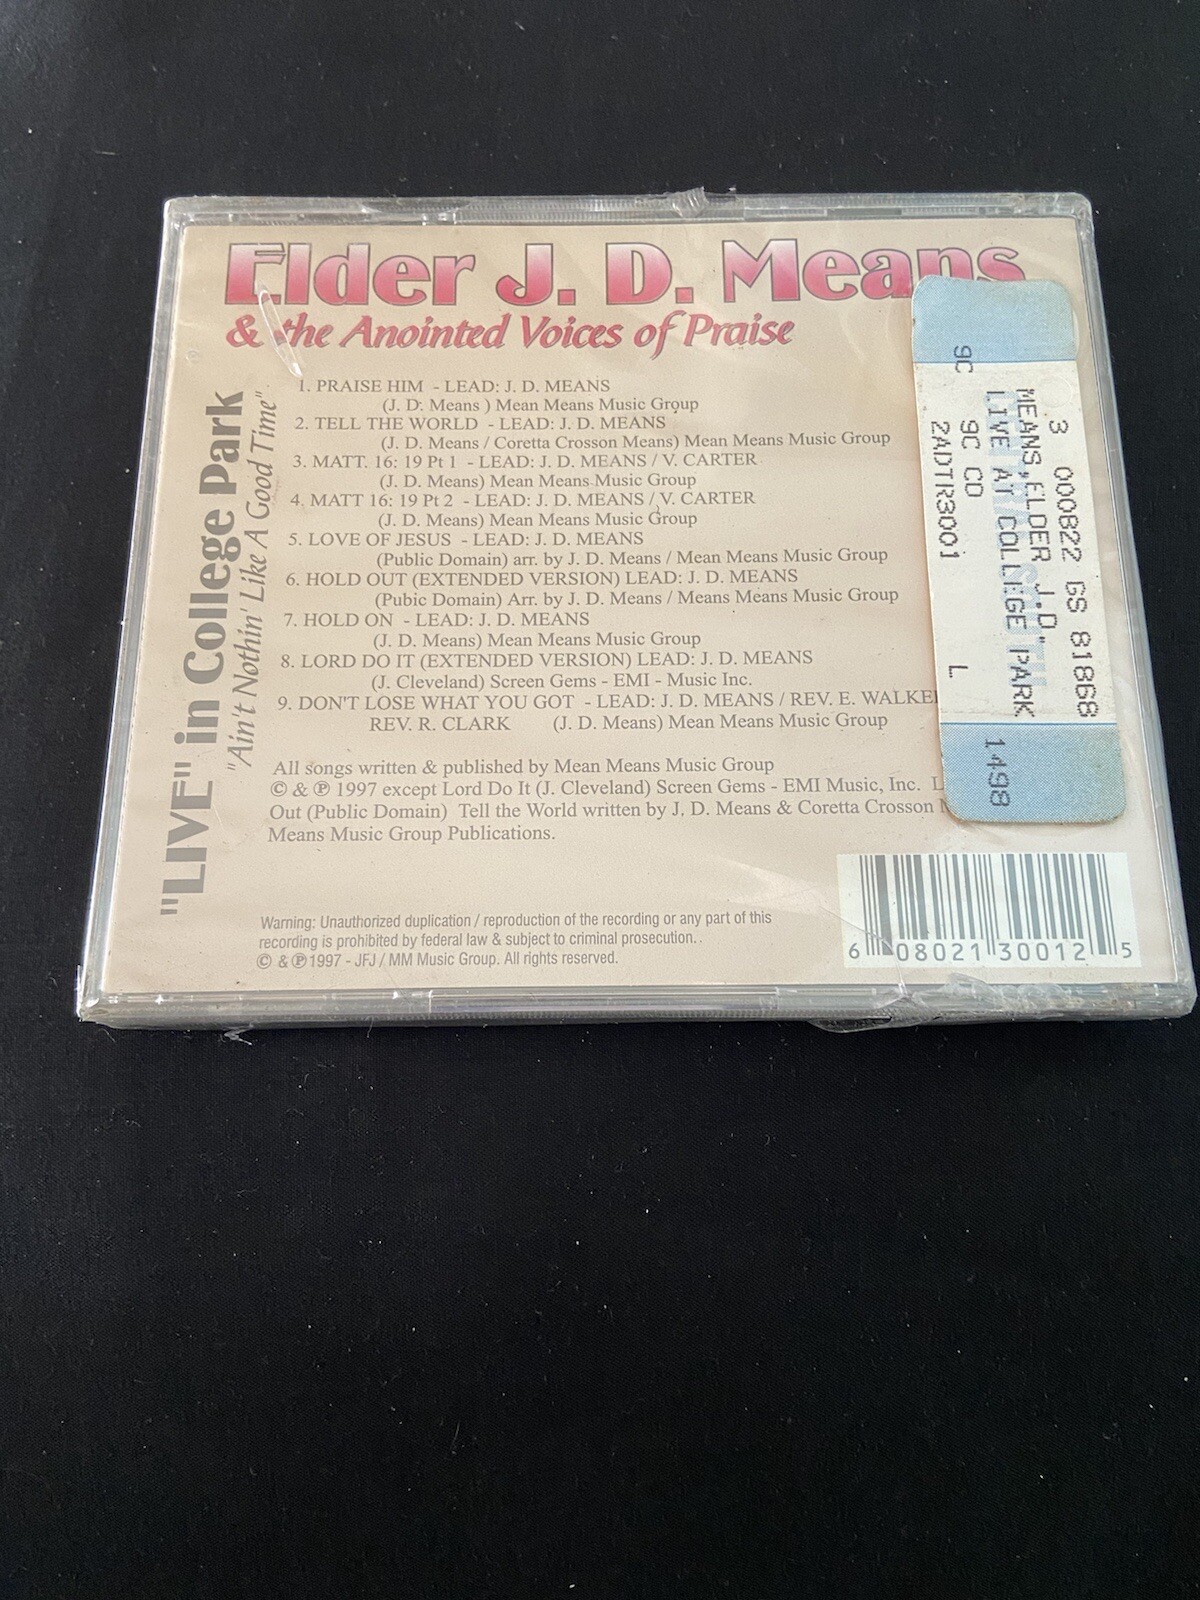 Elder J. D. Means
& the Anointed Voices of Praise
"LIVE" in College Park
"Ain't Nothin' Like A Good Time"
1. PRAISE HIM - LEAD: J. D. MEANS
(J. D. Means ) Mean Means Music Group
2. TELL THE WORLD - LEAD: J. D. MEANS
(J. D. Means / Coretta Crosson Means) Mean Means Music Group
3. MATT. 16: 19 Pt 1 - LEAD: J. D. MEANS / V. CARTER
(J. D. Means) Mean Means Music Group
4. MATT 16: 19 Pt 2 - LEAD: J. D. MEANS / V. CARTER
(J. D. Means) Mean Means Music Group
5. LOVE OF JESUS - LEAD: J. D. MEANS
(Public Domain) arr. by J. D. Means / Mean Means Music Group
6. HOLD OUT (EXTENDED VERSION) LEAD: J. D. MEANS
(Pubic Domain) Arr. by J. D. Means / Means Means Music Group
7. HOLD ON - LEAD: J. D. MEANS
(J. D. Means) Mean Means Music Group
8. LORD DO IT (EXTENDED VERSION) LEAD: J. D. MEANS
(J. Cleveland) Screen Gems - EMI - Music Inc.
9. DON'T LOSE WHAT YOU GOT - LEAD: J. D. MEANS / REV. E. WALKE
REV. R. CLARK (J. D. Means) Mean Means Music Group
All songs written & published by Mean Means Music Group
© & ℗ 1997 except Lord Do It (J. Cleveland) Screen Gems - EMI Music, Inc.
Out (Public Domain) Tell the World written by J. D. Means & Coretta Crosson
Means Music Group Publications.
Warning: Unauthorized duplication / reproduction of the recording or any part of this
recording is prohibited by federal law & subject to criminal prosecution..
© & ℗ 1997 - JFJ / MM Music Group. All rights reserved.
3 000822 GS 81868
MEANS,ELDER J.D.
LIVE AT COLLEGE PARK
9C 9C CD
2ADTR3001 L
1498
6 08021 30012 5